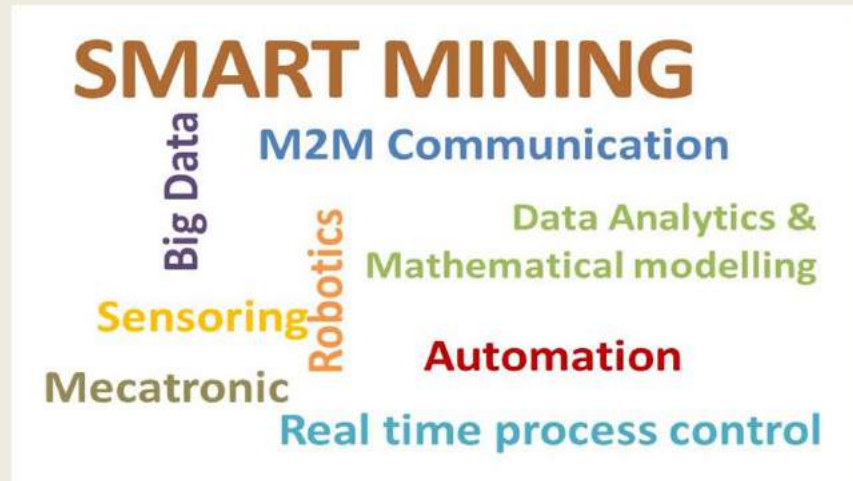 SMART MINING
Big Data
M2M Communication
Robotics
Data Analytics &
Mathematical modelling
Sensoring
Automation
Mecatronic
Real time process control